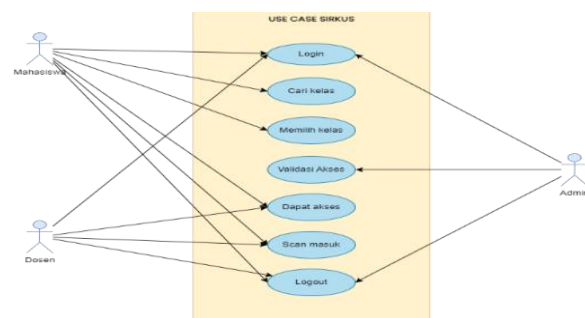 USE CASE SIRKUS
Login
Mahasiswa
Cari kelas
Memilih kelas
Validasi Akses
Admin
Dapat akses
Scan masuk
Dosen
Logout